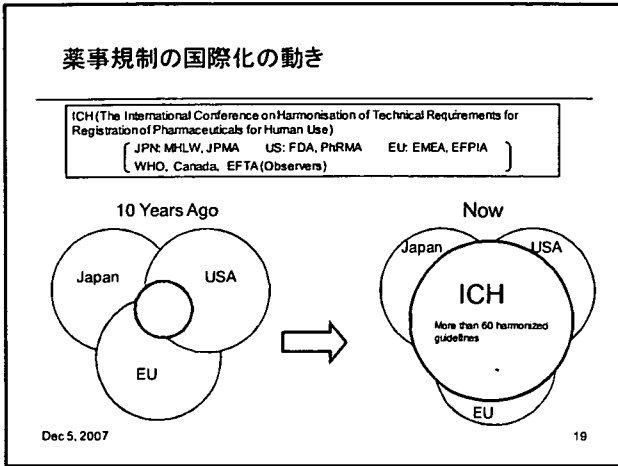 薬事規制の国際化の動き
ICH (The International Conference on Harmonisation of Technical Requirements for
Registration of Pharmaceuticals for Human Use)
JPN: MHLW, JPMA US: FDA, PhRMA EU: EMEA, EFPIA
WHO, Canada, EFTA (Observers)
10 Years Ago
Now
Japan
USA
EU
Japan
USA
ICH
More than 60 harmonized
guidelines
EU
Dec 5, 2007
19